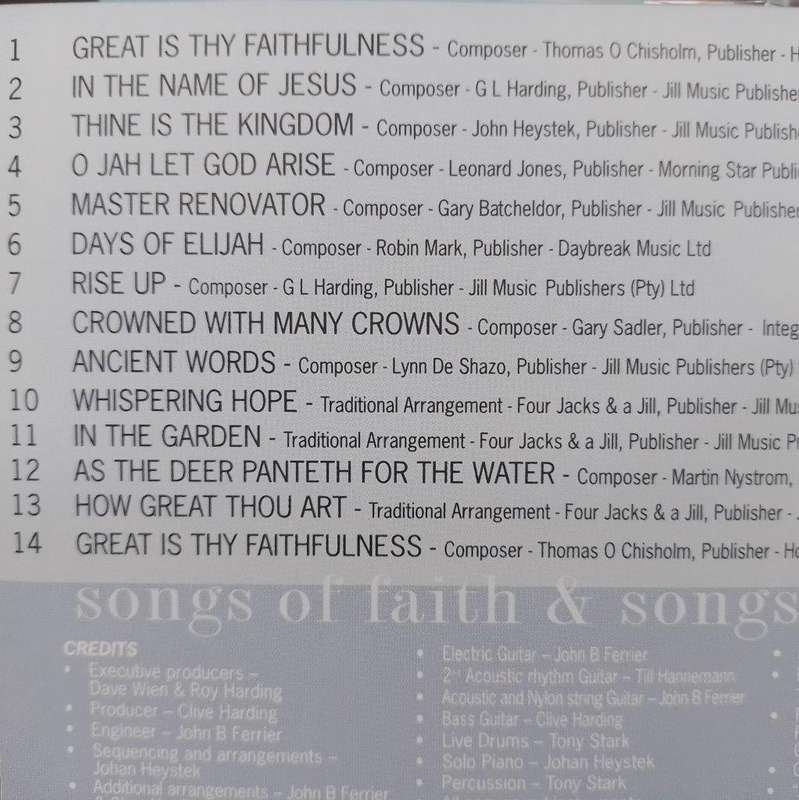 1 GREAT IS THY FAITHFULNESS - Composer - Thomas O Chisholm, Publisher - H
2 IN THE NAME OF JESUS - Composer - G L Harding, Publisher - Jill Music Publishe
3 THINE IS THE KINGDOM - Composer - John Heystek, Publisher - Jill Music Publish
4 O JAH LET GOD ARISE - Composer - Leonard Jones, Publisher - Morning Star Publi
5 MASTER RENOVATOR - Composer - Gary Batcheldor, Publisher - Jill Music Publisher
6 DAYS OF ELIJAH - Composer - Robin Mark, Publisher - Daybreak Music Ltd
7 RISE UP - Composer - G L Harding, Publisher - Jill Music Publishers (Pty) Ltd
8 CROWNED WITH MANY CROWNS - Composer - Gary Sadler, Publisher - Integ
9 ANCIENT WORDS - Composer - Lynn De Shazo, Publisher - Jill Music Publishers (Pty)
10 WHISPERING HOPE - Traditional Arrangement - Four Jacks & a Jill, Publisher - Jill Mu
11 IN THE GARDEN - Traditional Arrangement - Four Jacks & a Jill, Publisher - Jill Music P
12 AS THE DEER PANTETH FOR THE WATER - Composer - Martin Nystrom,
13 HOW GREAT THOU ART - Traditional Arrangement - Four Jacks & a Jill, Publisher -
14 GREAT IS THY FAITHFULNESS - Composer - Thomas O Chisholm, Publisher - Ho
songs of faith & songs
CREDITS
• Executive producers –
Dave Wien & Roy Harding
• Producer – Clive Harding
• Engineer – John B Ferrier
• Sequencing and arrangements –
Johan Heystek
• Additional arrangements – John B Ferrier
• Electric Guitar – John B Ferrier
• 2nd Acoustic rhythm Guitar – Till Hannemann
• Acoustic and Nylon string Guitar – John B Ferrier
• Bass Guitar – Clive Harding
• Live Drums – Tony Stark
• Solo Piano – Johan Heystek
• Percussion – Tony Stark